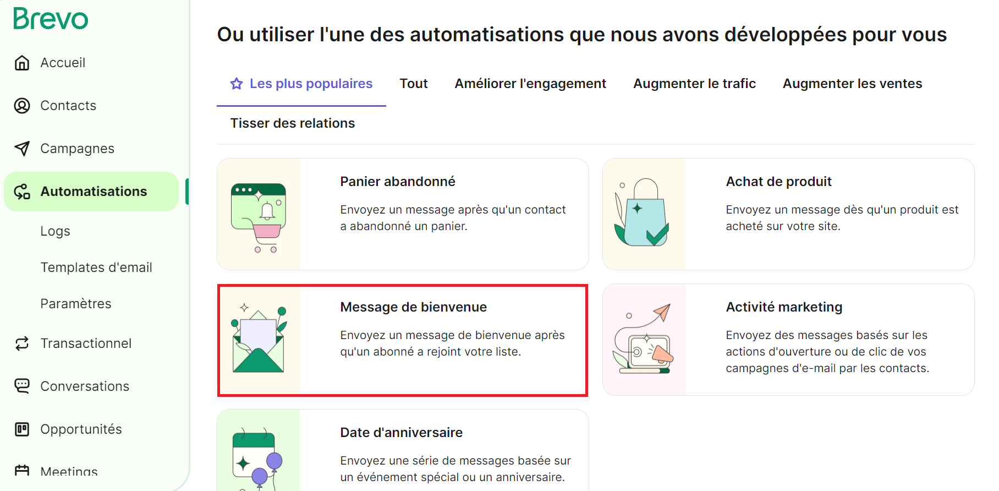 Brevo
Accueil
Contacts
Campagnes
Automatisations
Logs
Templates d'email
Paramètres
Transactionnel
Conversations
Opportunités
Meetings
Ou utiliser l'une des automatisations que nous avons développées pour vous
Les plus populaires
Tout
Améliorer l'engagement
Augmenter le trafic
Augmenter les ventes
Tisser des relations
Panier abandonné
Envoyez un message après qu'un contact
a abandonné un panier.
Achat de produit
Envoyez un message dès qu'un produit est
acheté sur votre site.
Message de bienvenue
Envoyez un message de bienvenue après
qu'un abonné a rejoint votre liste.
Activité marketing
Envoyez des messages basés sur les
actions d'ouverture ou de clic de vos
campagnes d'e-mail par les contacts.
Date d'anniversaire
Envoyez une série de messages basée sur
un événement spécial ou un anniversaire.